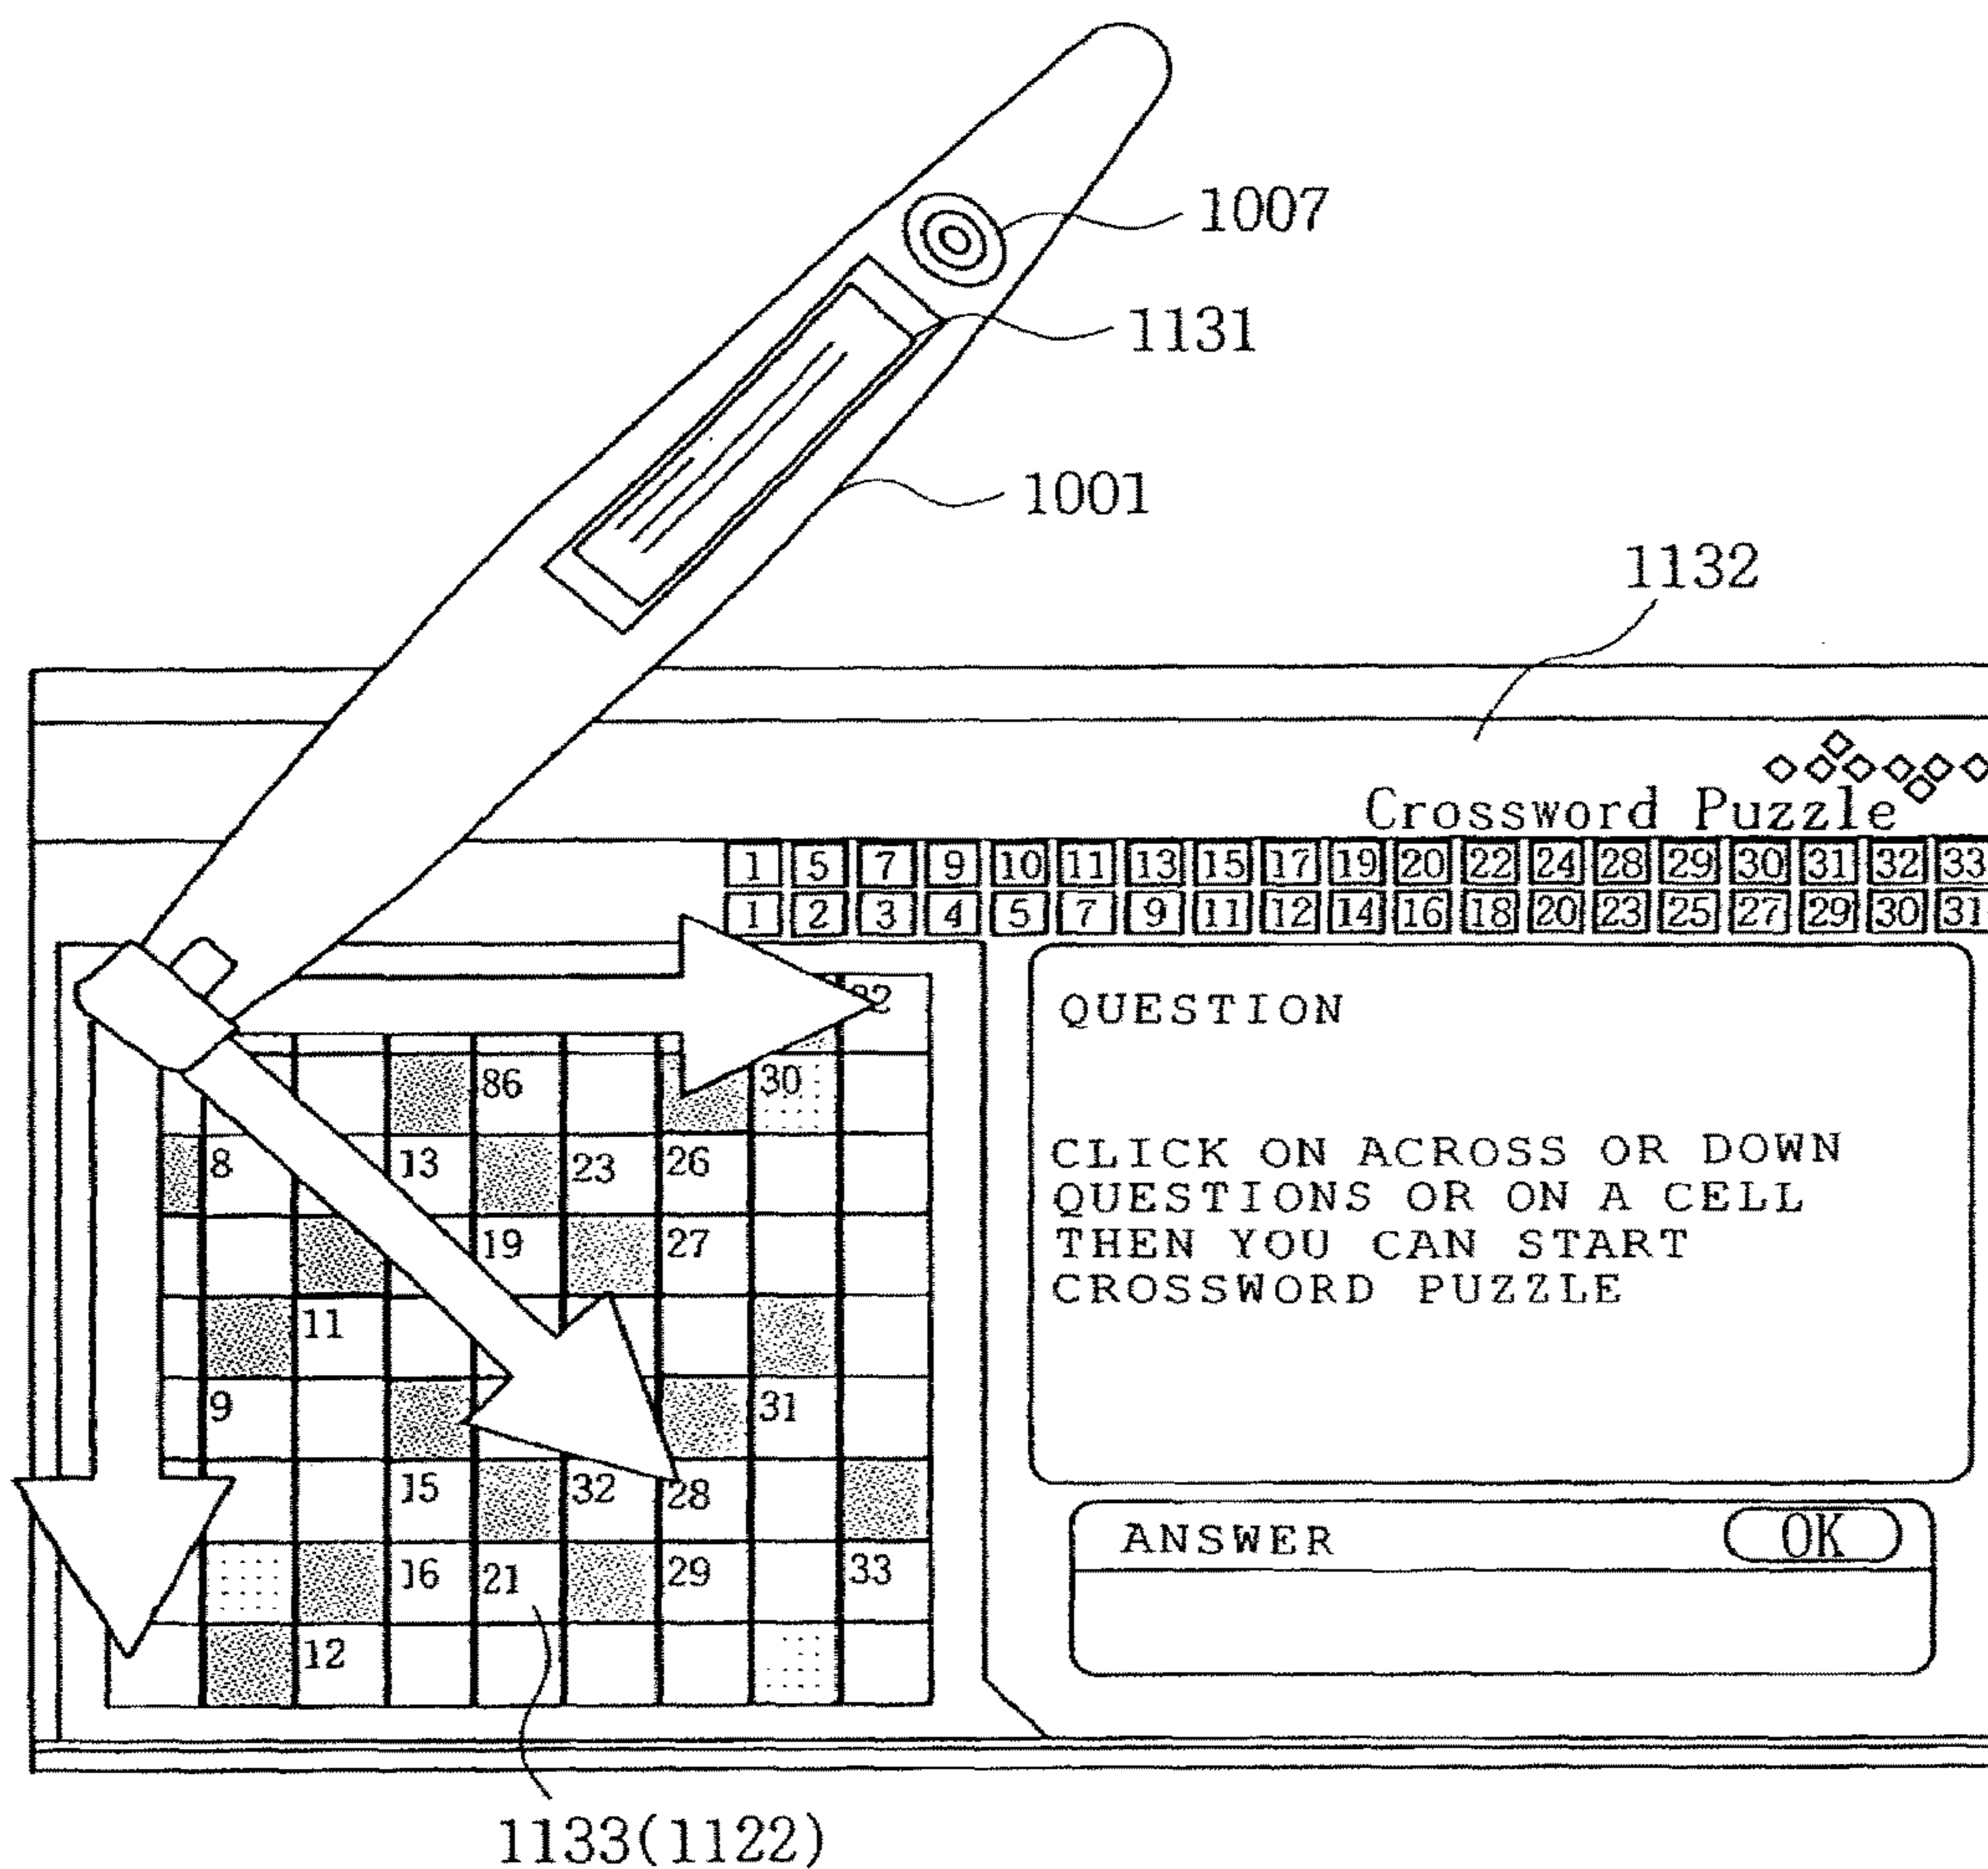 1007
1131
1001
1132
Crossword Puzzle
1 5 7 9 10 11 13 15 17 19 20 22 24 28 29 30 31 32 33
1 2 3 4 5 7 9 11 12 14 16 18 20 23 25 27 29 30 31
86 30
8 13 23 26
19 27
11
9 31
15 32 28
16 21 29 33
12
QUESTION
CLICK ON ACROSS OR DOWN
QUESTIONS OR ON A CELL
THEN YOU CAN START
CROSSWORD PUZZLE
ANSWER OK
1133(1122)